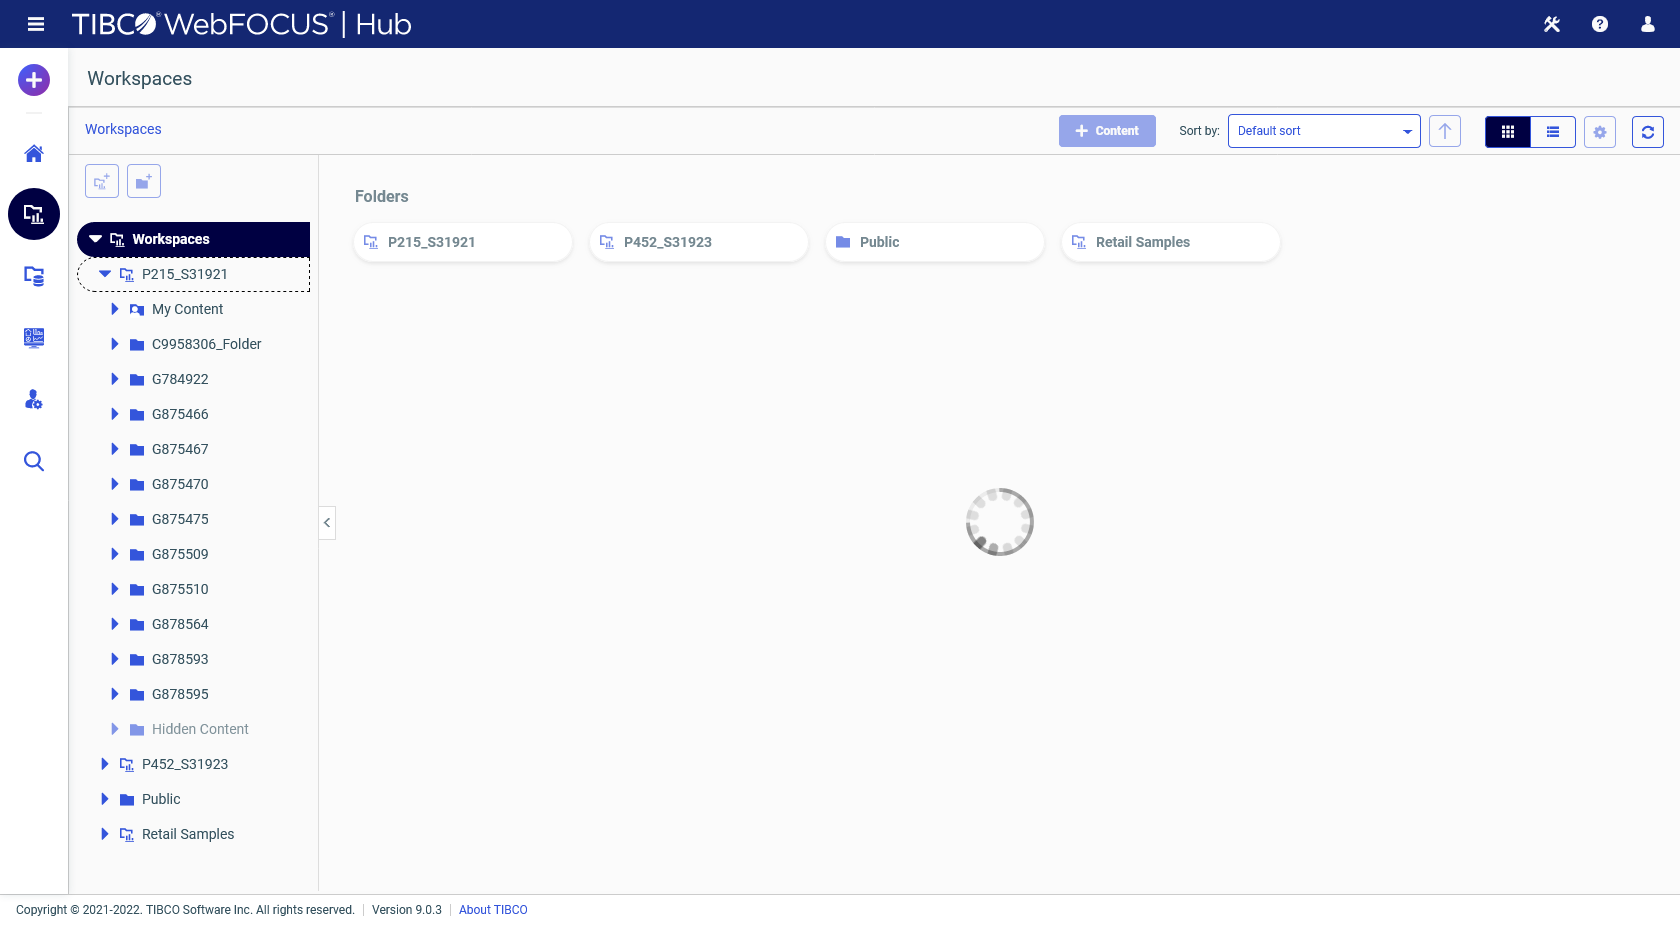 TIBCO WebFOCUS® | Hub
Workspaces
Workspaces
Content
Sort by:
Default sort
Workspaces
P215_S31921
My Content
C9958306_Folder
G784922
G875466
G875467
G875470
G875475
G875509
G875510
G878564
G878593
G878595
Hidden Content
P452_S31923
Public
Retail Samples
Folders
P215_S31921
P452_S31923
Public
Retail Samples
Copyright © 2021-2022. TIBCO Software Inc. All rights reserved. | Version 9.0.3 | About TIBCO